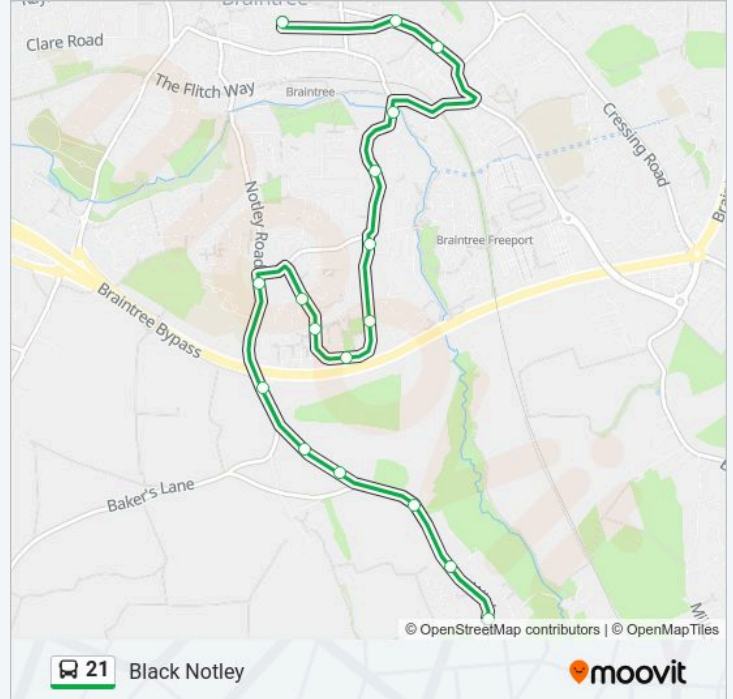 Braintree
Clare Road
The Flitch Way
Braintree
Cressing Road
Notley Road
Braintree Freeport
Braintree Bypass
Baker's Lane
© OpenStreetMap contributors | © OpenMapTiles
21 Black Notley
moovit